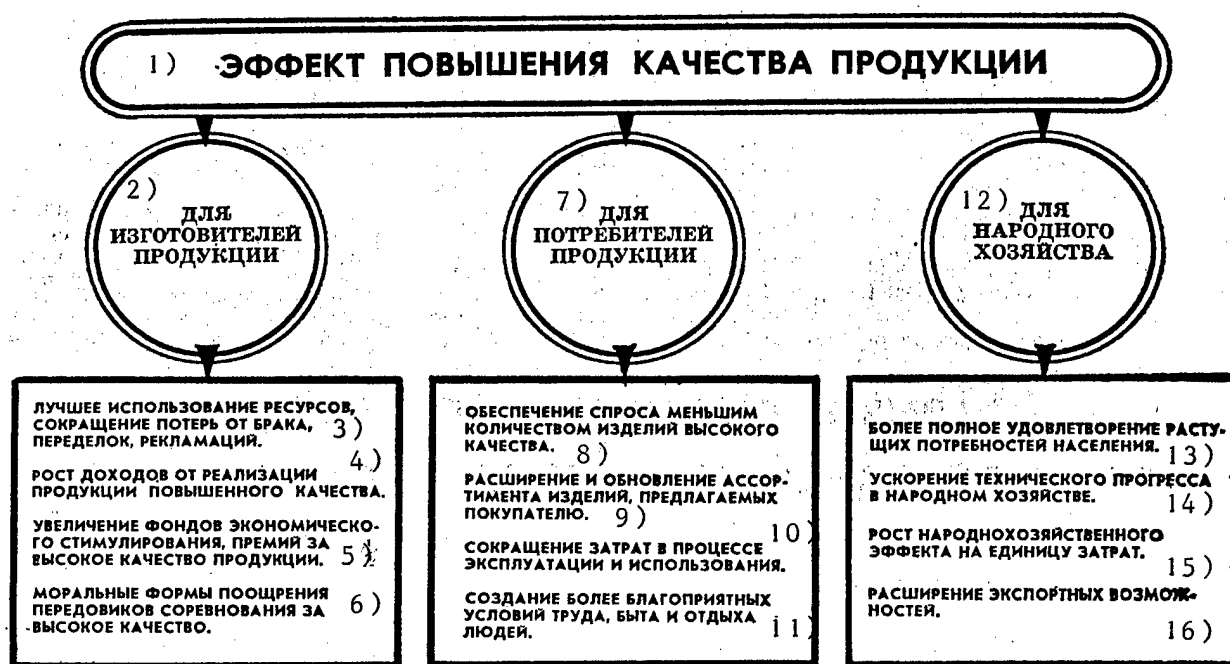 1) ЭФФЕКТ ПОВЫШЕНИЯ КАЧЕСТВА ПРОДУКЦИИ
2)
ДЛЯ
ИЗГОТОВИТЕЛЕЙ
ПРОДУКЦИИ
ЛУЧШЕЕ ИСПОЛЬЗОВАНИЕ РЕСУРСОВ,
СОКРАЩЕНИЕ ПОТЕРЬ ОТ БРАКА, 3)
ПЕРЕДЕЛОК, РЕКЛАМАЦИЙ.
4)
РОСТ ДОХОДОВ ОТ РЕАЛИЗАЦИИ
ПРОДУКЦИИ ПОВЫШЕННОГО КАЧЕСТВА.
УВЕЛИЧЕНИЕ ФОНДОВ ЭКОНОМИЧЕСКО-
ГО СТИМУЛИРОВАНИЯ, ПРЕМИЙ ЗА
ВЫСОКОЕ КАЧЕСТВО ПРОДУКЦИИ. 5)
МОРАЛЬНЫЕ ФОРМЫ ПООЩРЕНИЯ
ПЕРЕДОВИКОВ СОРЕВНОВАНИЯ ЗА 6)
ВЫСОКОЕ КАЧЕСТВО.
7) ДЛЯ
ПОТРЕБИТЕЛЕЙ
ПРОДУКЦИИ
ОБЕСПЕЧЕНИЕ СПРОСА МЕНЬШИМ
КОЛИЧЕСТВОМ ИЗДЕЛИЙ ВЫСОКОГО
КАЧЕСТВА. 8)
РАСШИРЕНИЕ И ОБНОВЛЕНИЕ АССОР-
ТИМЕНТА ИЗДЕЛИЙ, ПРЕДЛАГАЕМЫХ
ПОКУПАТЕЛЮ. 9)
10)
СОКРАЩЕНИЕ ЗАТРАТ В ПРОЦЕССЕ
ЭКСПЛУАТАЦИИ И ИСПОЛЬЗОВАНИЯ.
СОЗДАНИЕ БОЛЕЕ БЛАГОПРИЯТНЫХ
УСЛОВИЙ ТРУДА, БЫТА И ОТДЫХА
ЛЮДЕЙ. 11)
12) ДЛЯ
НАРОДНОГО
ХОЗЯЙСТВА
БОЛЕЕ ПОЛНОЕ УДОВЛЕТВОРЕНИЕ РАСТУ-
ЩИХ ПОТРЕБНОСТЕЙ НАСЕЛЕНИЯ. 13)
УСКОРЕНИЕ ТЕХНИЧЕСКОГО ПРОГРЕССА
В НАРОДНОМ ХОЗЯЙСТВЕ. 14)
РОСТ НАРОДНОХОЗЯЙСТВЕННОГО
ЭФФЕКТА НА ЕДИНИЦУ ЗАТРАТ.
15)
РАСШИРЕНИЕ ЭКСПОРТНЫХ ВОЗМОЖ-
НОСТЕЙ.
16)